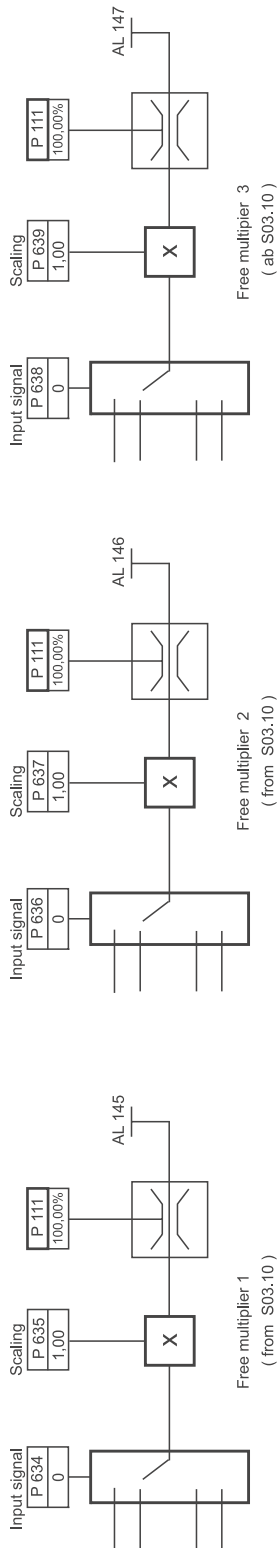 Input signal
P 634
0
Scaling
P 635
1,00
P 111
100,00%
X
AL 145
Free multiplier 1
( from S03.10 )
Input signal
P 636
0
Scaling
P 637
1,00
P 111
100,00%
X
AL 146
Free multiplier 2
( from S03.10 )
Input signal
P 638
0
Scaling
P 639
1,00
P 111
100,00%
X
AL 147
Free multipier 3
( ab S03.10 )